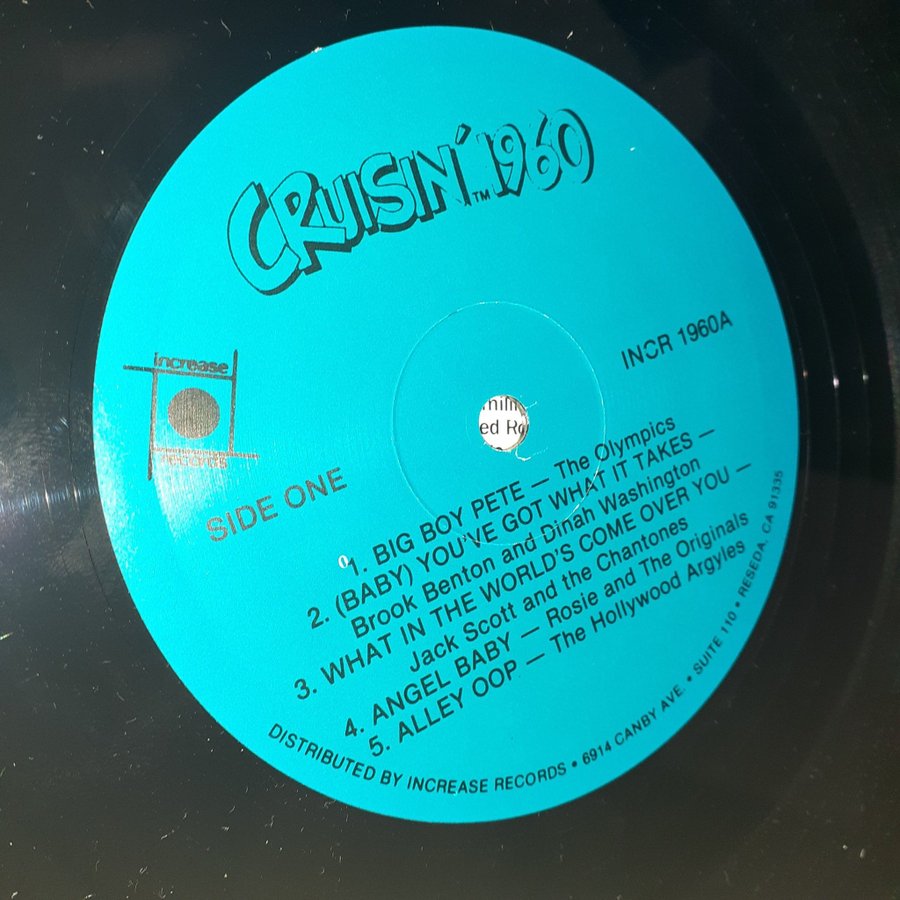 CRUISIN' ™ 1960
increase
records
INCR 1960A
SIDE ONE
1. BIG BOY PETE — The Olympics
2. (BABY) YOU'VE GOT WHAT IT TAKES —
Brook Benton and Dinah Washington
3. WHAT IN THE WORLD'S COME OVER YOU —
Jack Scott and the Chantones
4. ANGEL BABY — Rosie and The Originals
5. ALLEY OOP — The Hollywood Argyles
DISTRIBUTED BY INCREASE RECORDS • 6914 CANBY AVE. • SUITE 110 • RESEDA, CA 91335